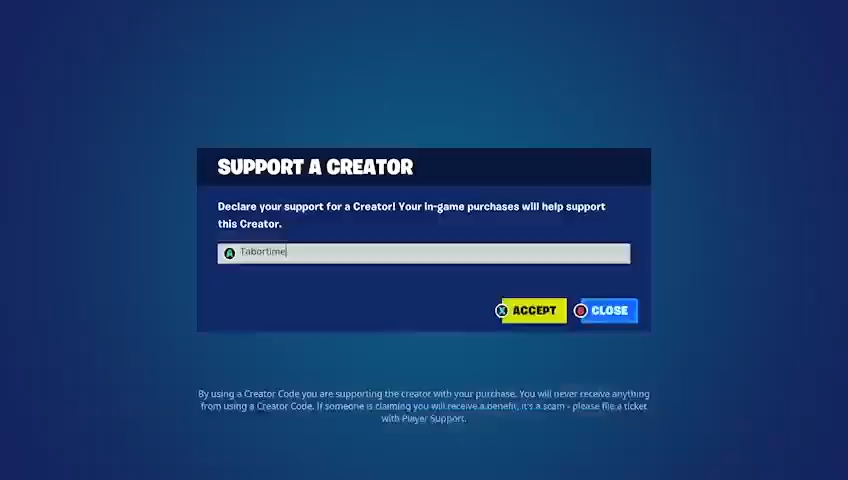 SUPPORT A CREATOR
Declare your support for a Creator! Your in-game purchases will help support
this Creator.
A Tabortime
X ACCEPT B CLOSE
By using a Creator Code you are supporting the creator with your purchase. You will never receive anything
from using a Creator Code. If someone is claiming you will receive a benefit, it's a scam - please file a ticket
with Player Support.